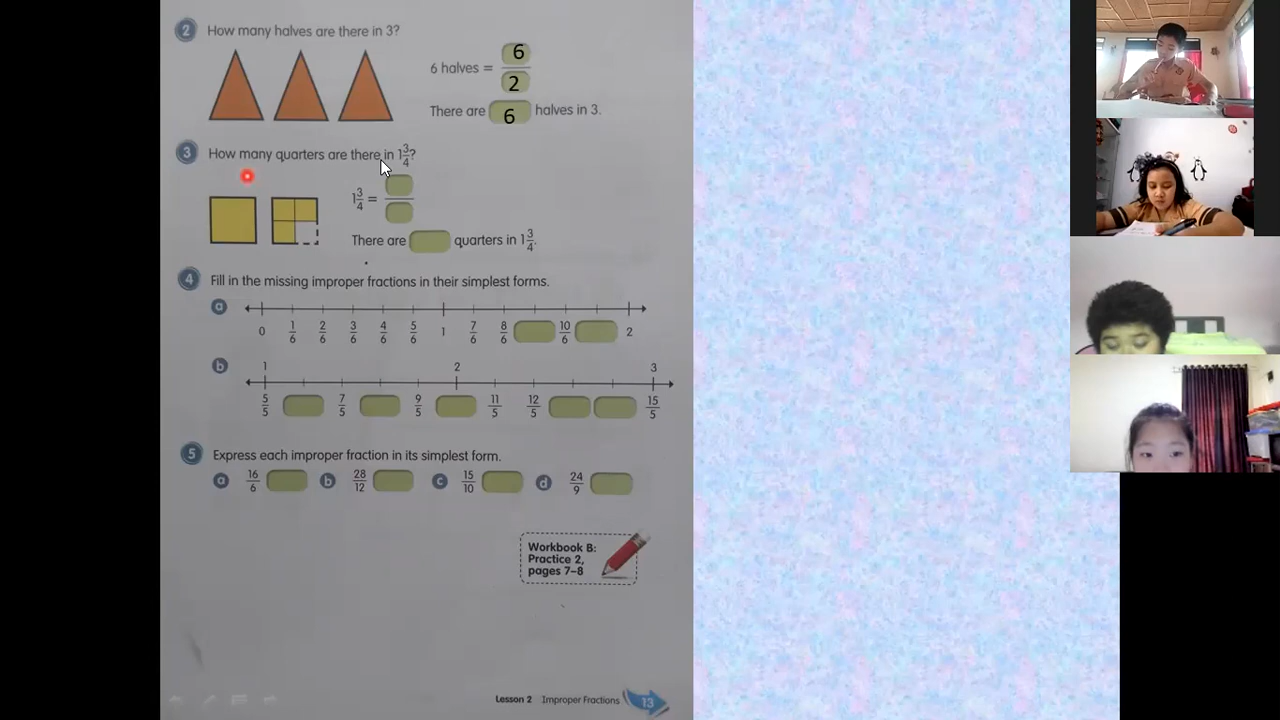 2 How many halves are there in 3?
6 halves = 6/2
There are 6 halves in 3.
3 How many quarters are there in 1 3/4?
1 3/4 =
There are quarters in 1 3/4.
4 Fill in the missing improper fractions in their simplest forms.
a
0 1/6 2/6 3/6 4/6 5/6 1 7/6 8/6 10/6 2
b 1 2 3
5/5 7/5 9/5 11/5 12/5 15/5
5 Express each improper fraction in its simplest form.
a 16/6 b 28/12 c 15/10 d 24/9
Workbook B:
Practice 2,
pages 7–8
Lesson 2 Improper Fractions 13